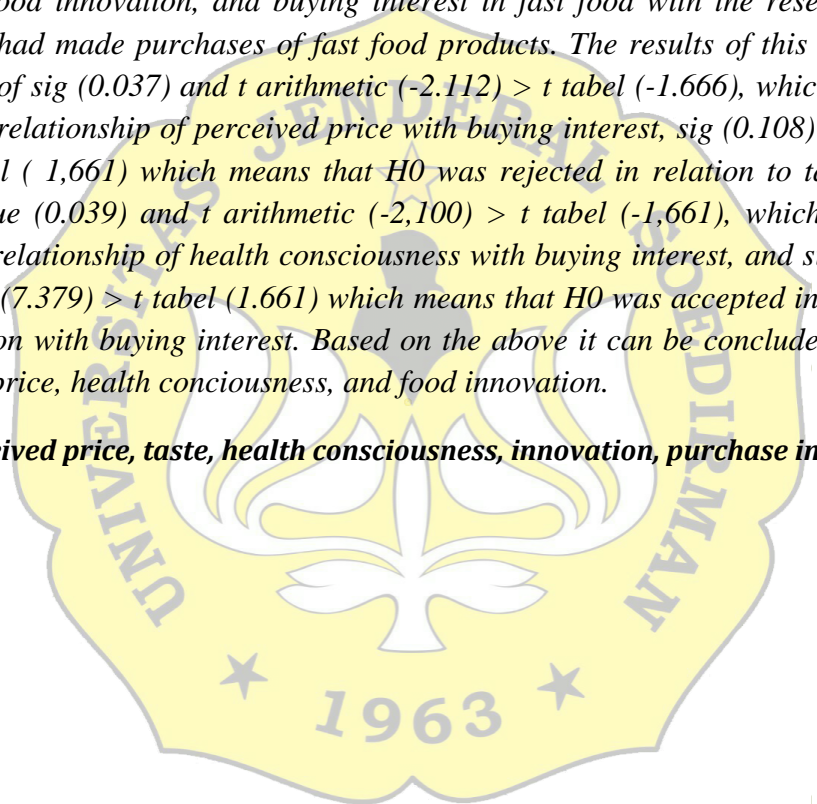 ood innovation, and buying interest in fast food with the rese
had made purchases of fast food products. The results of this
of sig (0.037) and t arithmetic (-2.112) > t tabel (-1.666), whic
relationship of perceived price with buying interest, sig (0.108)
l ( 1,661) which means that H0 was rejected in relation to ta
ue (0.039) and t arithmetic (-2,100) > t tabel (-1,661), which
relationship of health consciousness with buying interest, and s
(7.379) > t tabel (1.661) which means that H0 was accepted in
on with buying interest. Based on the above it can be conclude
price, health conciousness, and food innovation.
ived price, taste, health consciousness, innovation, purchase in
UNIVERSITAS JENDERAL SOEDIRMAN
1963